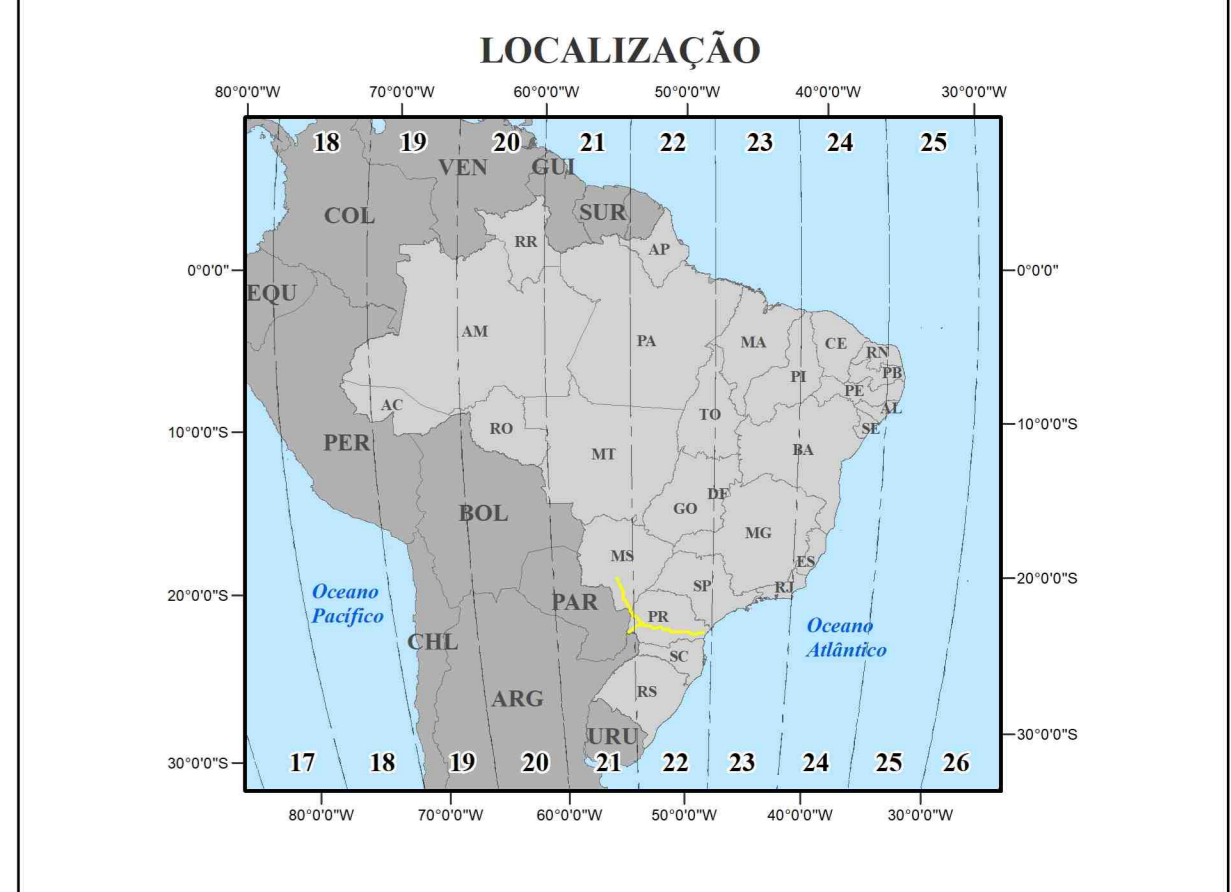 LOCALIZAÇÃO
80°0'0"W 70°0'0"W 60°0'0"W 50°0'0"W 40°0'0"W 30°0'0"W
18 19 20 21 22 23 24 25
VEN GUI
COL SUR
RR AP
0°0'0" 0°0'0"
EQU
AM PA MA CE
RN
PI PB
PE
AC TO AL
10°0'0"S RO SE 10°0'0"S
PER MT BA
DF
BOL GO
MG
MS ES
20°0'0"S PAR SP RJ 20°0'0"S
Oceano
Pacífico
PR Oceano
Atlântico
CHL SC
ARG RS
URU 30°0'0"S
30°0'0"S 17 18 19 20 21 22 23 24 25 26
80°0'0"W 70°0'0"W 60°0'0"W 50°0'0"W 40°0'0"W 30°0'0"W